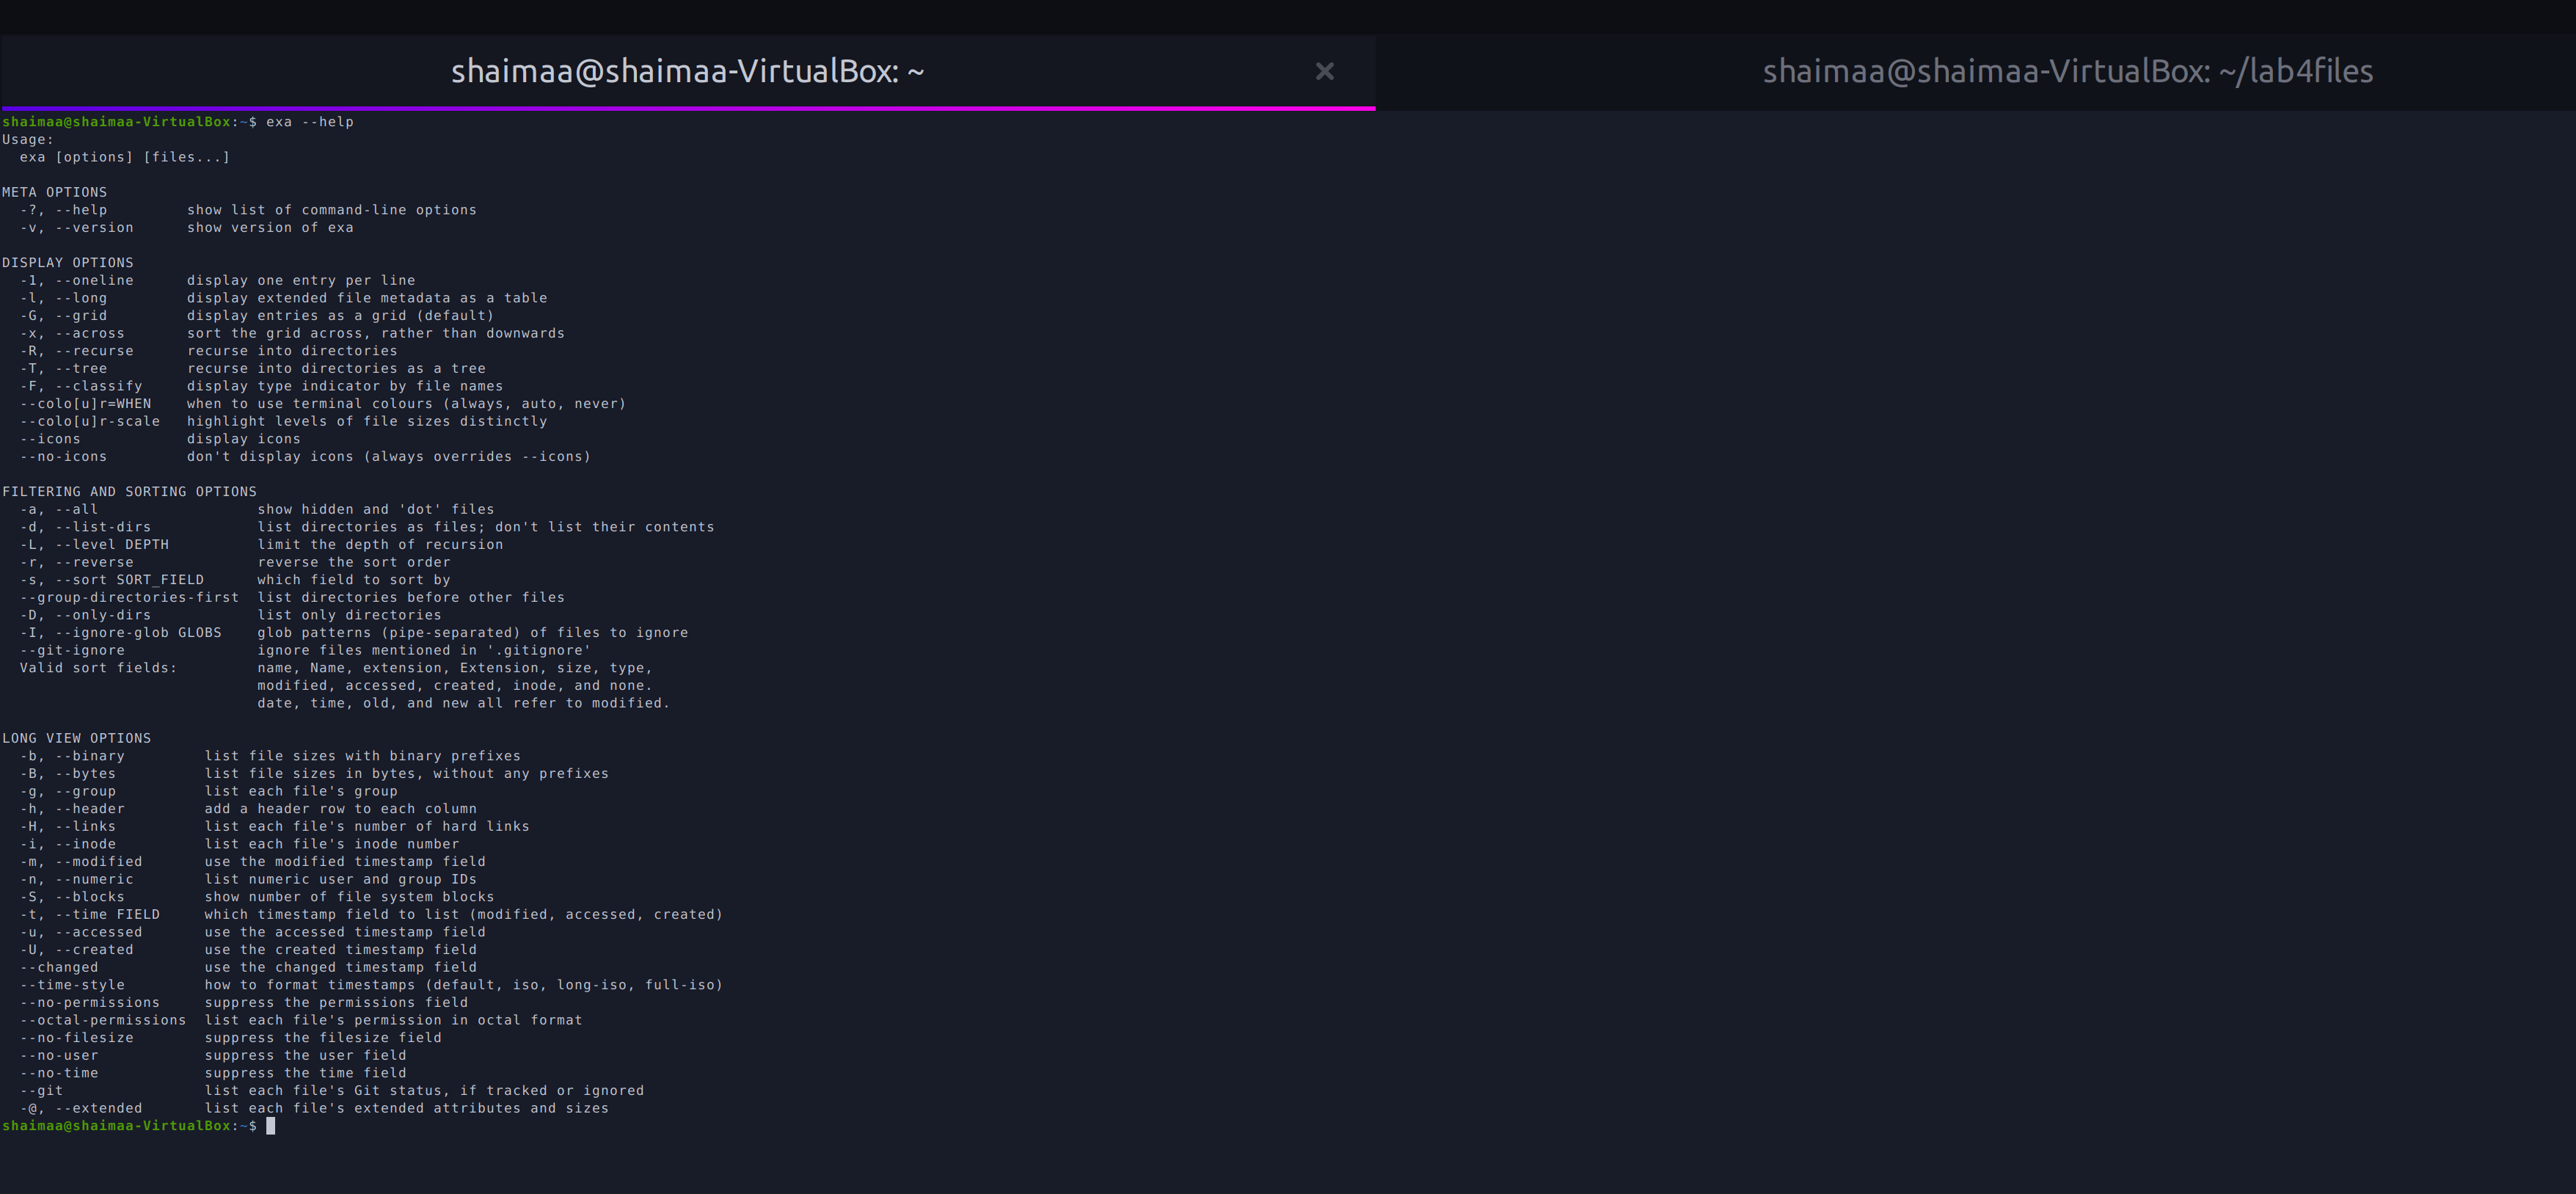 shaimaa@shaimaa-VirtualBox: ~
shaimaa@shaimaa-VirtualBox: ~/lab4files
shaimaa@shaimaa-VirtualBox:~$ exa --help
Usage:
  exa [options] [files...]

META OPTIONS
  -?, --help         show list of command-line options
  -v, --version      show version of exa

DISPLAY OPTIONS
  -1, --oneline      display one entry per line
  -l, --long         display extended file metadata as a table
  -G, --grid         display entries as a grid (default)
  -x, --across       sort the grid across, rather than downwards
  -R, --recurse      recurse into directories
  -T, --tree         recurse into directories as a tree
  -F, --classify     display type indicator by file names
  --colo[u]r=WHEN    when to use terminal colours (always, auto, never)
  --colo[u]r-scale   highlight levels of file sizes distinctly
  --icons            display icons
  --no-icons         don't display icons (always overrides --icons)

FILTERING AND SORTING OPTIONS
  -a, --all                  show hidden and 'dot' files
  -d, --list-dirs            list directories as files; don't list their contents
  -L, --level DEPTH          limit the depth of recursion
  -r, --reverse              reverse the sort order
  -s, --sort SORT_FIELD      which field to sort by
  --group-directories-first  list directories before other files
  -D, --only-dirs            list only directories
  -I, --ignore-glob GLOBS    glob patterns (pipe-separated) of files to ignore
  --git-ignore               ignore files mentioned in '.gitignore'
  Valid sort fields:         name, Name, extension, Extension, size, type,
                             modified, accessed, created, inode, and none.
                             date, time, old, and new all refer to modified.

LONG VIEW OPTIONS
  -b, --binary         list file sizes with binary prefixes
  -B, --bytes          list file sizes in bytes, without any prefixes
  -g, --group          list each file's group
  -h, --header         add a header row to each column
  -H, --links          list each file's number of hard links
  -i, --inode          list each file's inode number
  -m, --modified       use the modified timestamp field
  -n, --numeric        list numeric user and group IDs
  -S, --blocks         show number of file system blocks
  -t, --time FIELD     which timestamp field to list (modified, accessed, created)
  -u, --accessed       use the accessed timestamp field
  -U, --created        use the created timestamp field
  --changed            use the changed timestamp field
  --time-style         how to format timestamps (default, iso, long-iso, full-iso)
  --no-permissions     suppress the permissions field
  --octal-permissions  list each file's permission in octal format
  --no-filesize        suppress the filesize field
  --no-user            suppress the user field
  --no-time            suppress the time field
  --git                list each file's Git status, if tracked or ignored
  -@, --extended       list each file's extended attributes and sizes
shaimaa@shaimaa-VirtualBox:~$